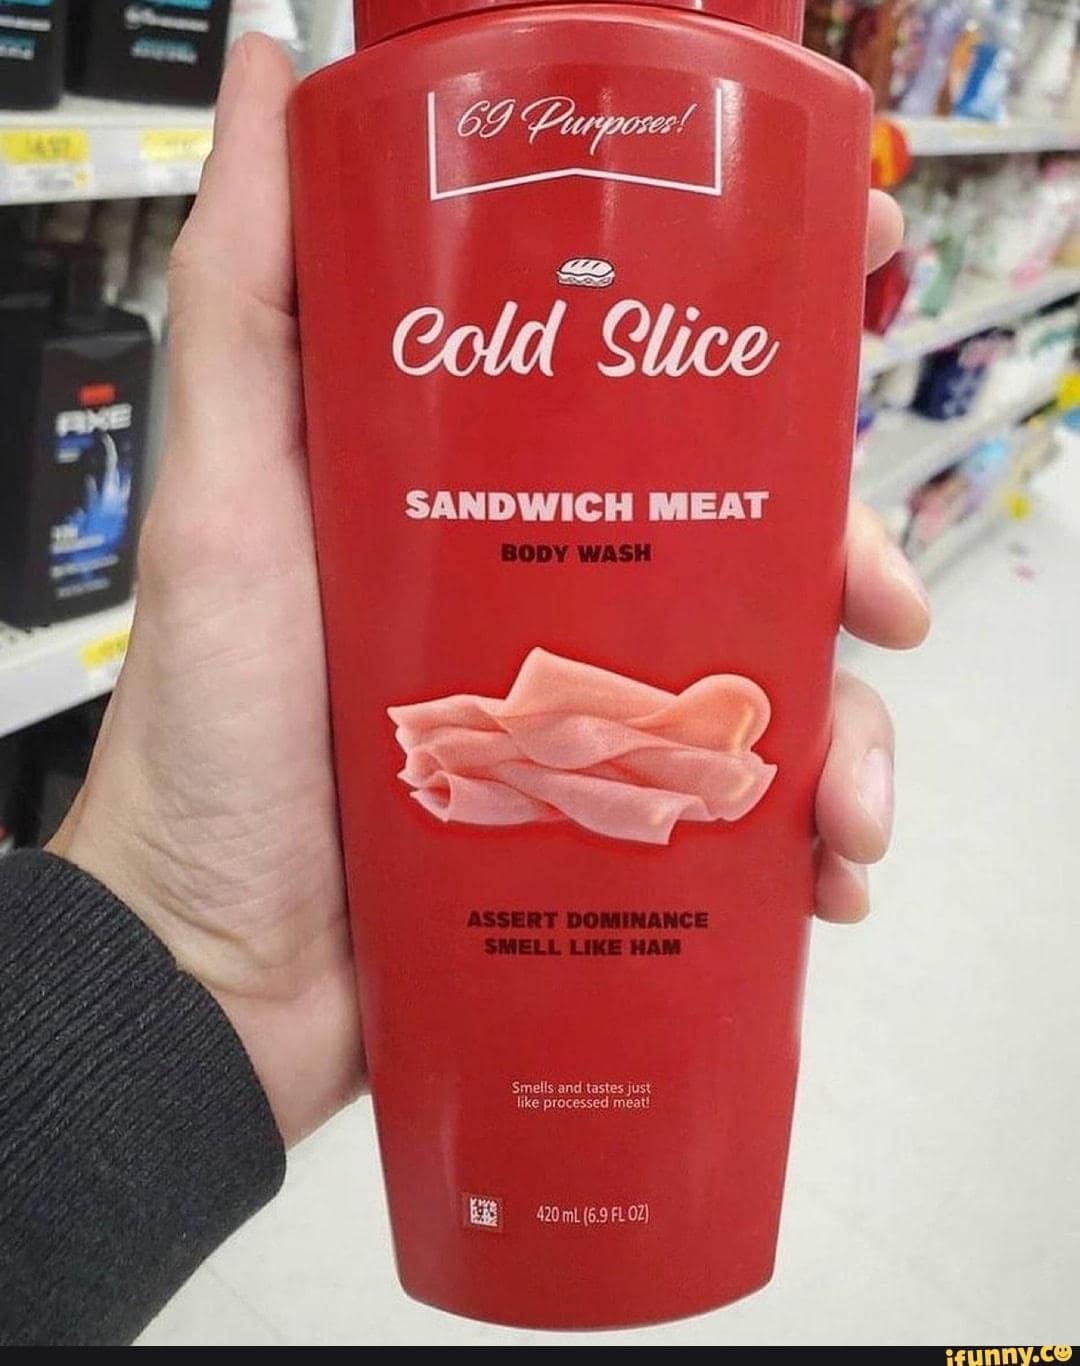 69 Purposes!
Cold Slice
SANDWICH MEAT
BODY WASH
AXE
ASSERT DOMINANCE
SMELL LIKE HAM
Smells and tastes just
like processed meat!
420 mL (6.9 FL OZ)
ifunny.co